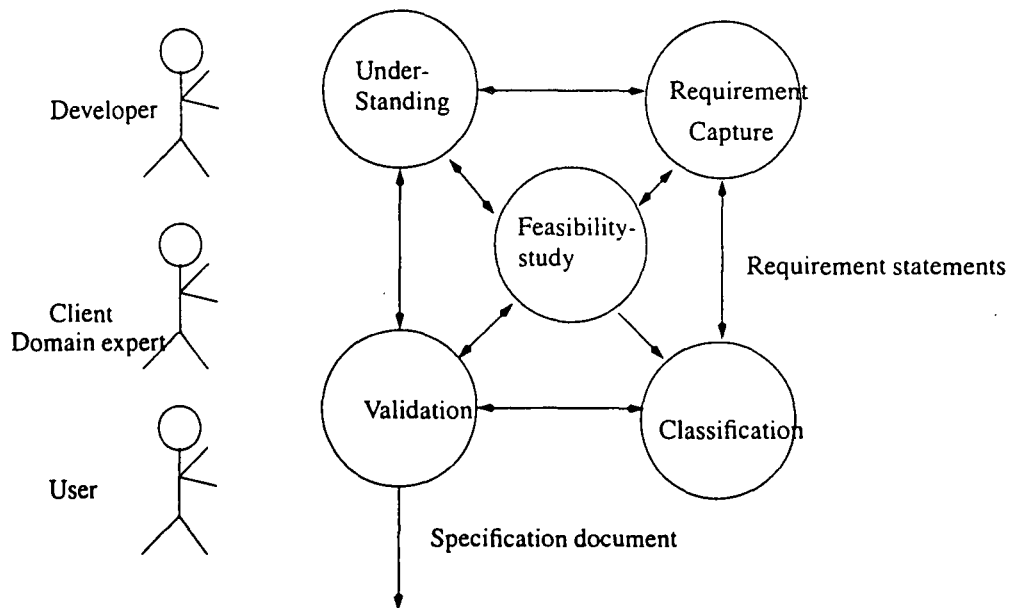 Developer
Under-
Standing
Requirement
Capture
Feasibility-
study
Requirement statements
Client
Domain expert
Validation
Classification
User
Specification document